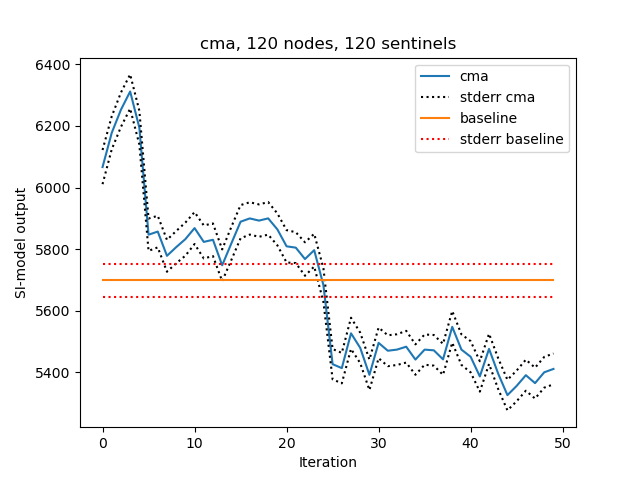 cma, 120 nodes, 120 sentinels
6400
6200
6000
5800
5600
5400
SI-model output
cma
stderr cma
baseline
stderr baseline
0
10
20
30
40
50
Iteration